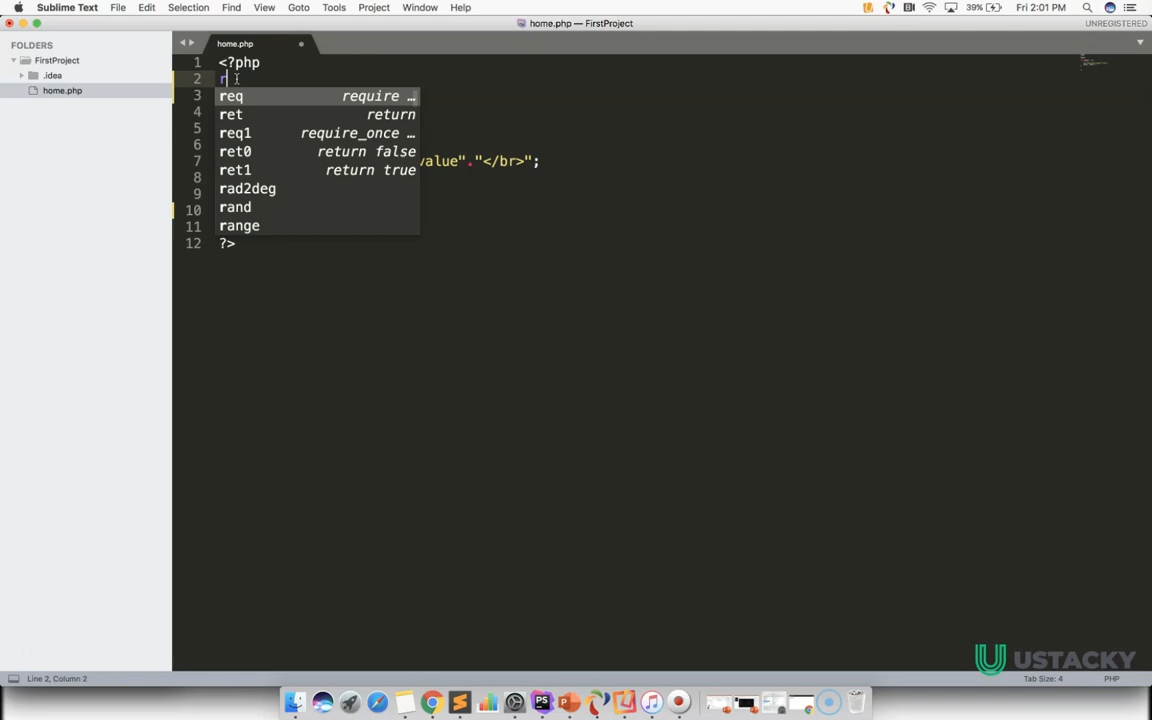 Sublime Text File Edit Selection Find View Goto Tools Project Window Help 39% Fri 2:01 PM
home.php — FirstProject UNREGISTERED
FOLDERS
FirstProject
.idea
home.php
home.php
1 <?php
2 r
3
4
5
6
7 value"."</br>";
8
9
10
11
12 ?>
req require …
ret return
req1 require_once …
ret0 return false
ret1 return true
rad2deg
rand
range
USTACKY
Line 2, Column 2 Tab Size: 4 PHP